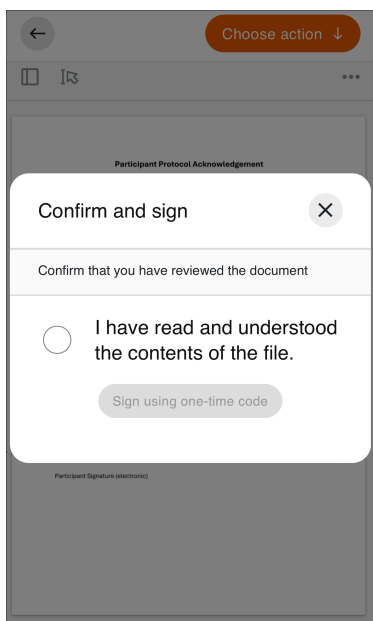 Choose action ↓
Participant Protocol Acknowledgement
Confirm and sign
Confirm that you have reviewed the document
I have read and understood
the contents of the file.
Sign using one-time code
Participant Signature (electronic)